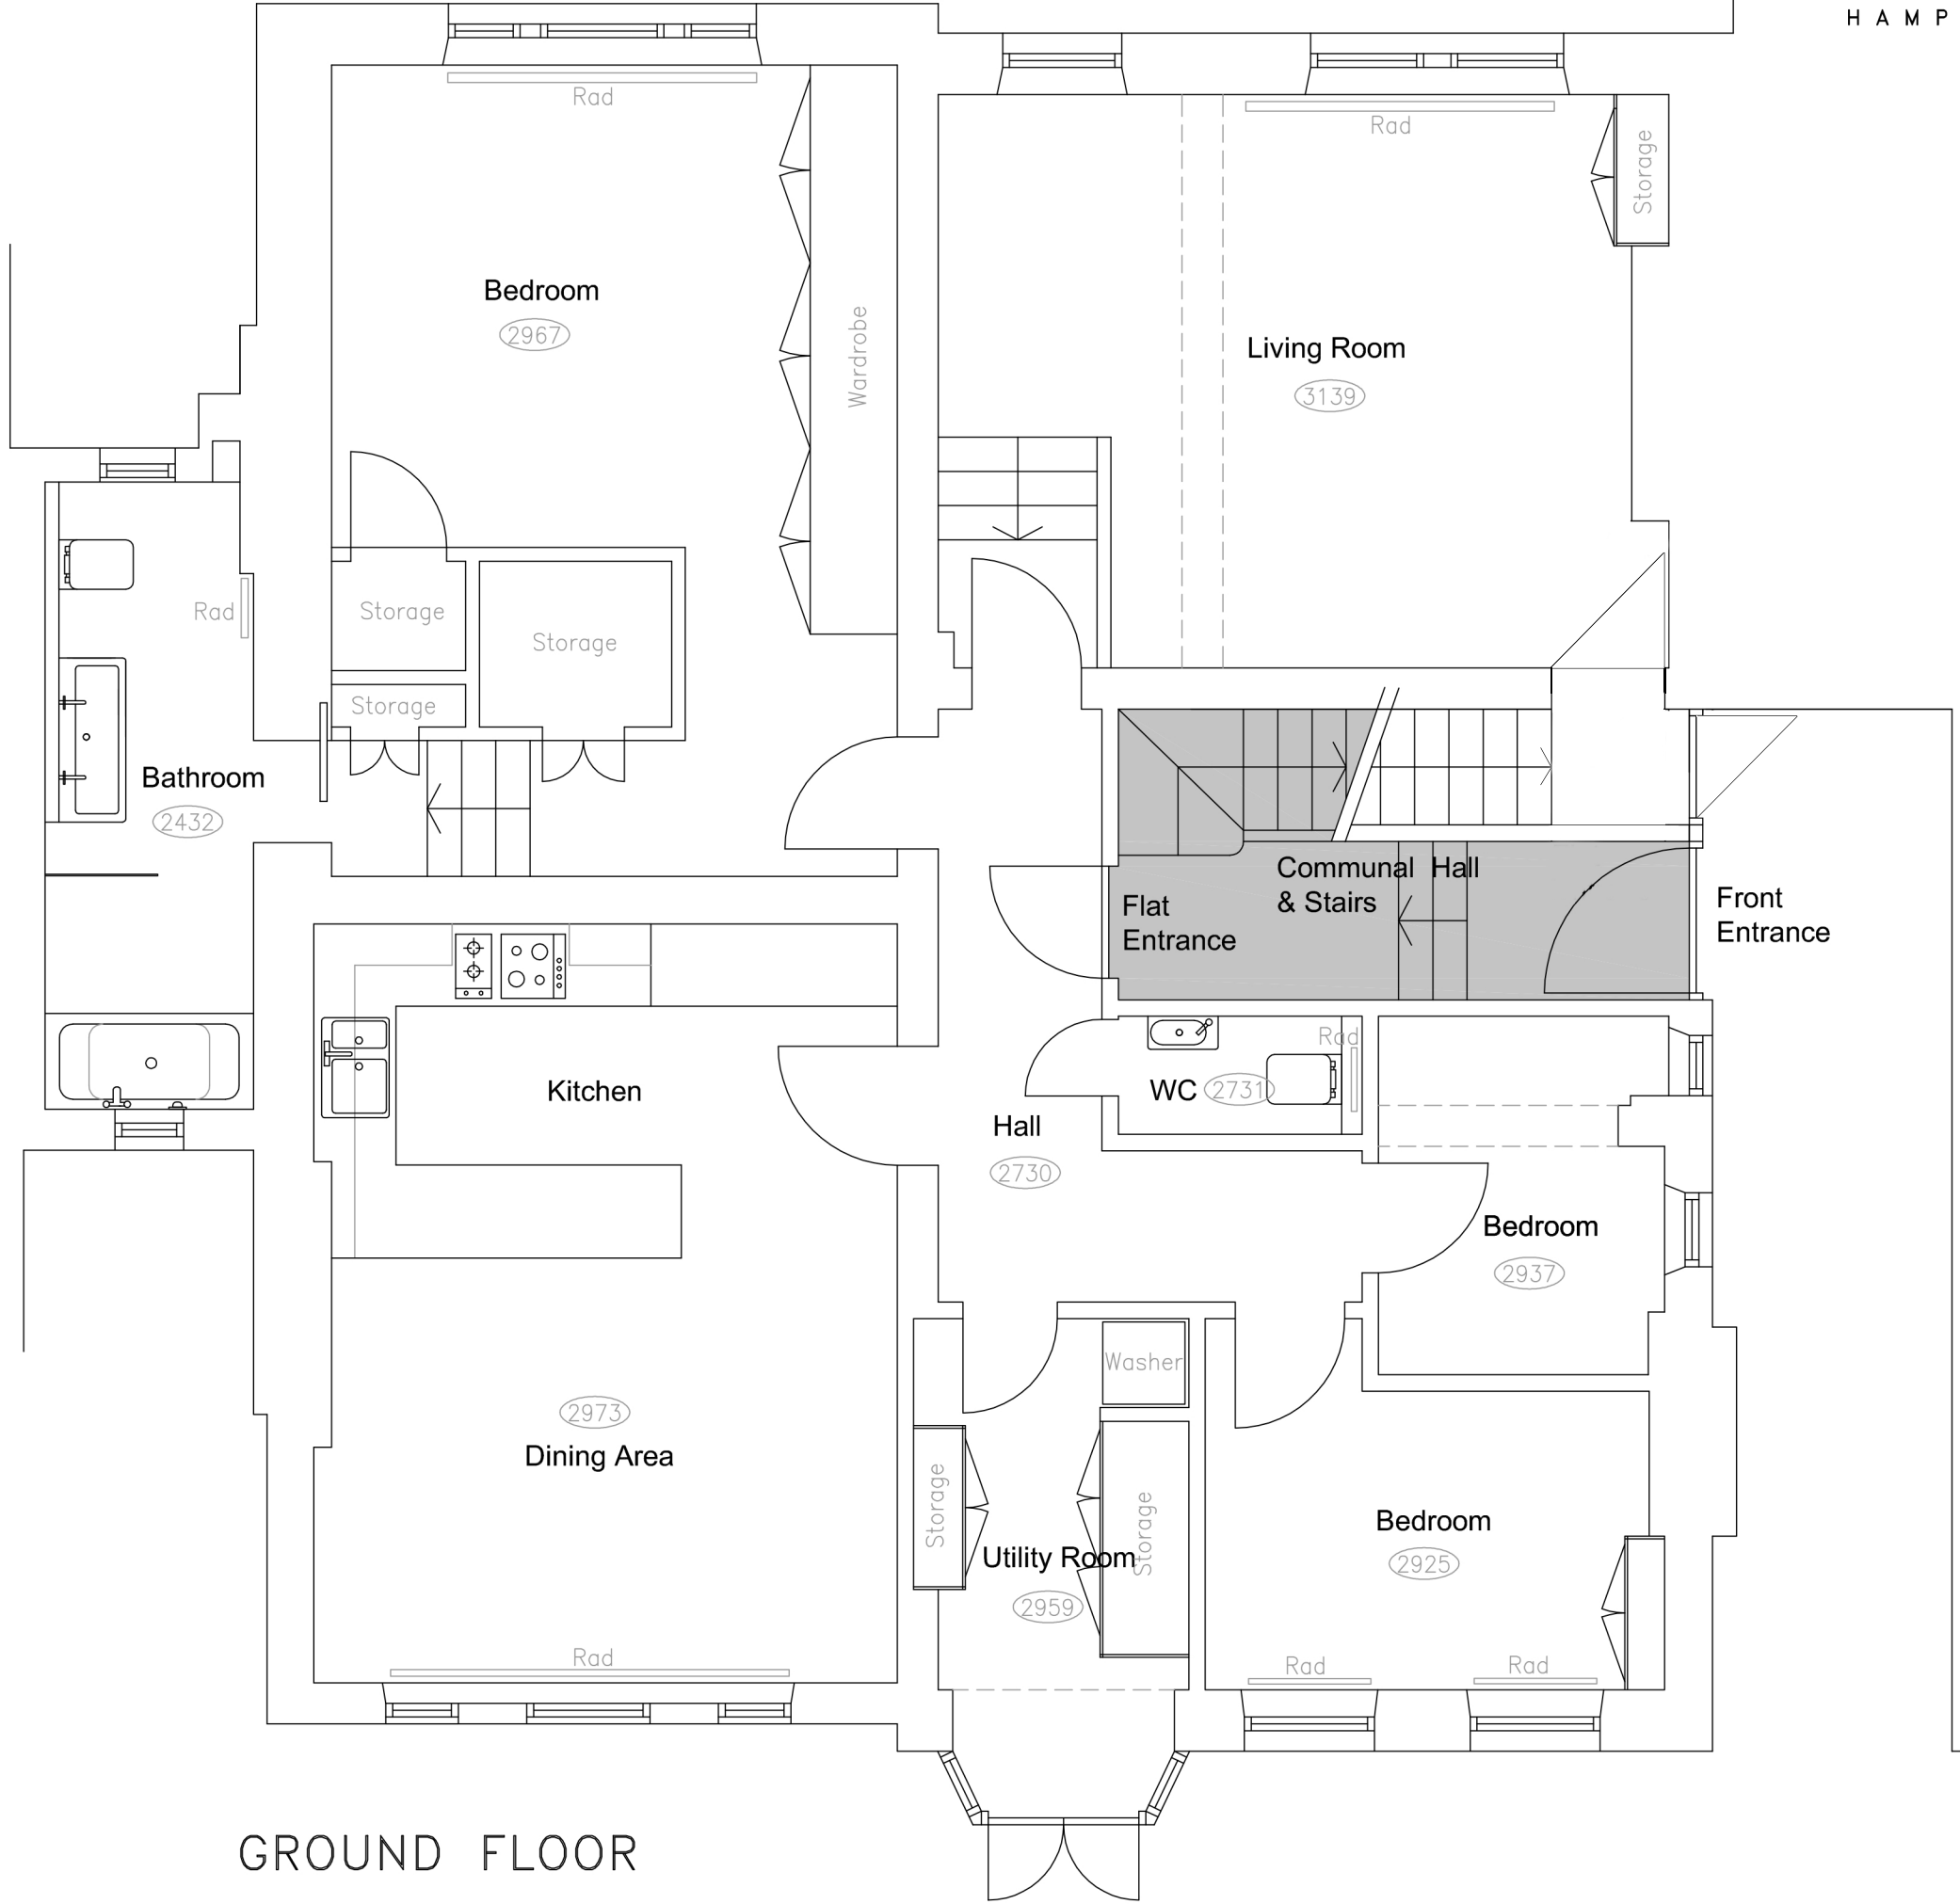 H A M P
Rad
Rad
Storage
Bedroom
2967
Wardrobe
Living Room
3139
Storage
Rad
Storage
Storage
Bathroom
2432
Communal Hall
& Stairs
Flat
Entrance
Front
Entrance
Rad
Kitchen
WC
2731
Hall
2730
Bedroom
2937
Washer
2973
Dining Area
Storage
Storage
Utility Room
2959
Bedroom
2925
Rad
Rad
Rad
GROUND FLOOR